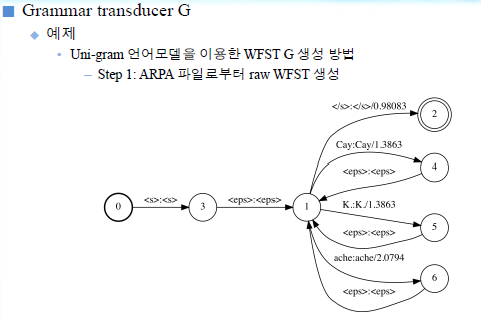 Grammar transducer G
예제
Uni-gram 언어모델을 이용한 WFST G 생성 방법
– Step 1: ARPA 파일로부터 raw WFST 생성
</s>:</s>/0.98083
2
Cay:Cay/1.3863
4
<eps>:<eps>
<s>:<s>
<eps>:<eps>
0
3
1
K.:K./1.3863
5
<eps>:<eps>
ache:ache/2.0794
6
<eps>:<eps>